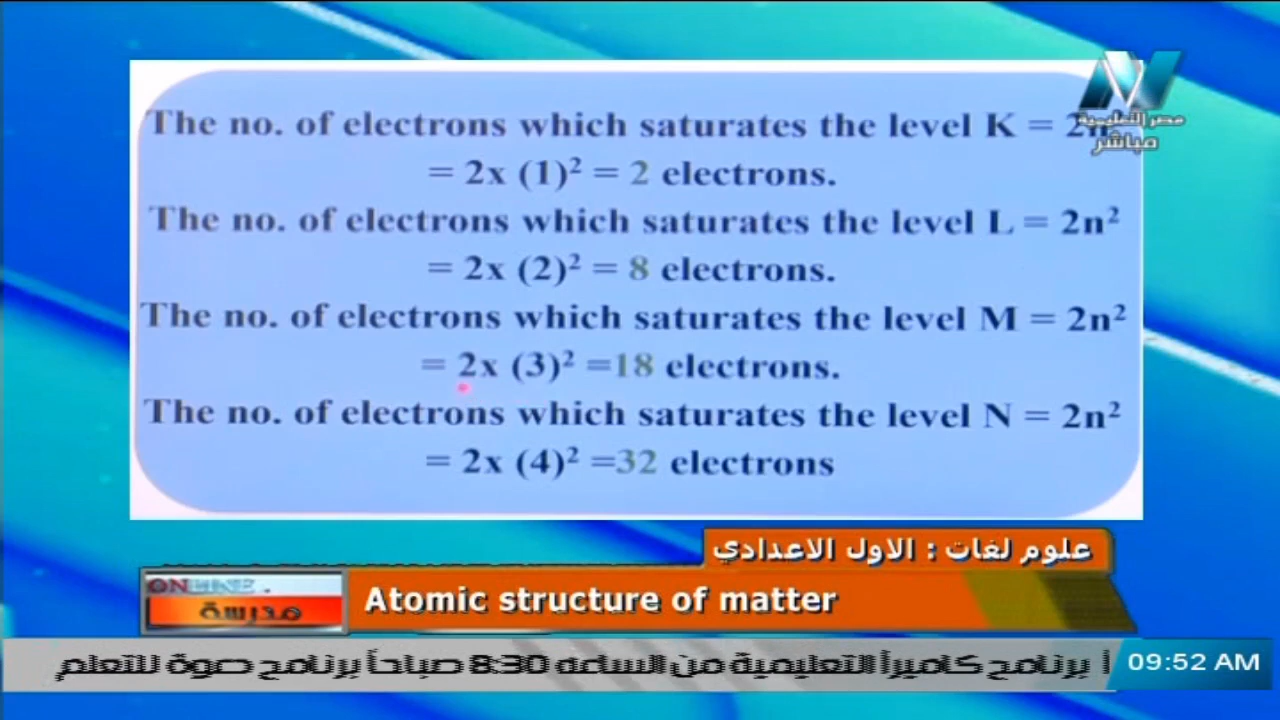 The no. of electrons which saturates the level K = 2n²
= 2x (1)² = 2 electrons.
The no. of electrons which saturates the level L = 2n²
= 2x (2)² = 8 electrons.
The no. of electrons which saturates the level M = 2n²
= 2x (3)² =18 electrons.
The no. of electrons which saturates the level N = 2n²
= 2x (4)² =32 electrons
مصر التعليمية
مباشر
علوم لغات : الاول الاعدادي
ONLINE
مدرسة
Atomic structure of matter
برنامج كاميرا التعليمية من الساعه 8:30 صباحاً برنامج صوة للتعلم
09:52 AM